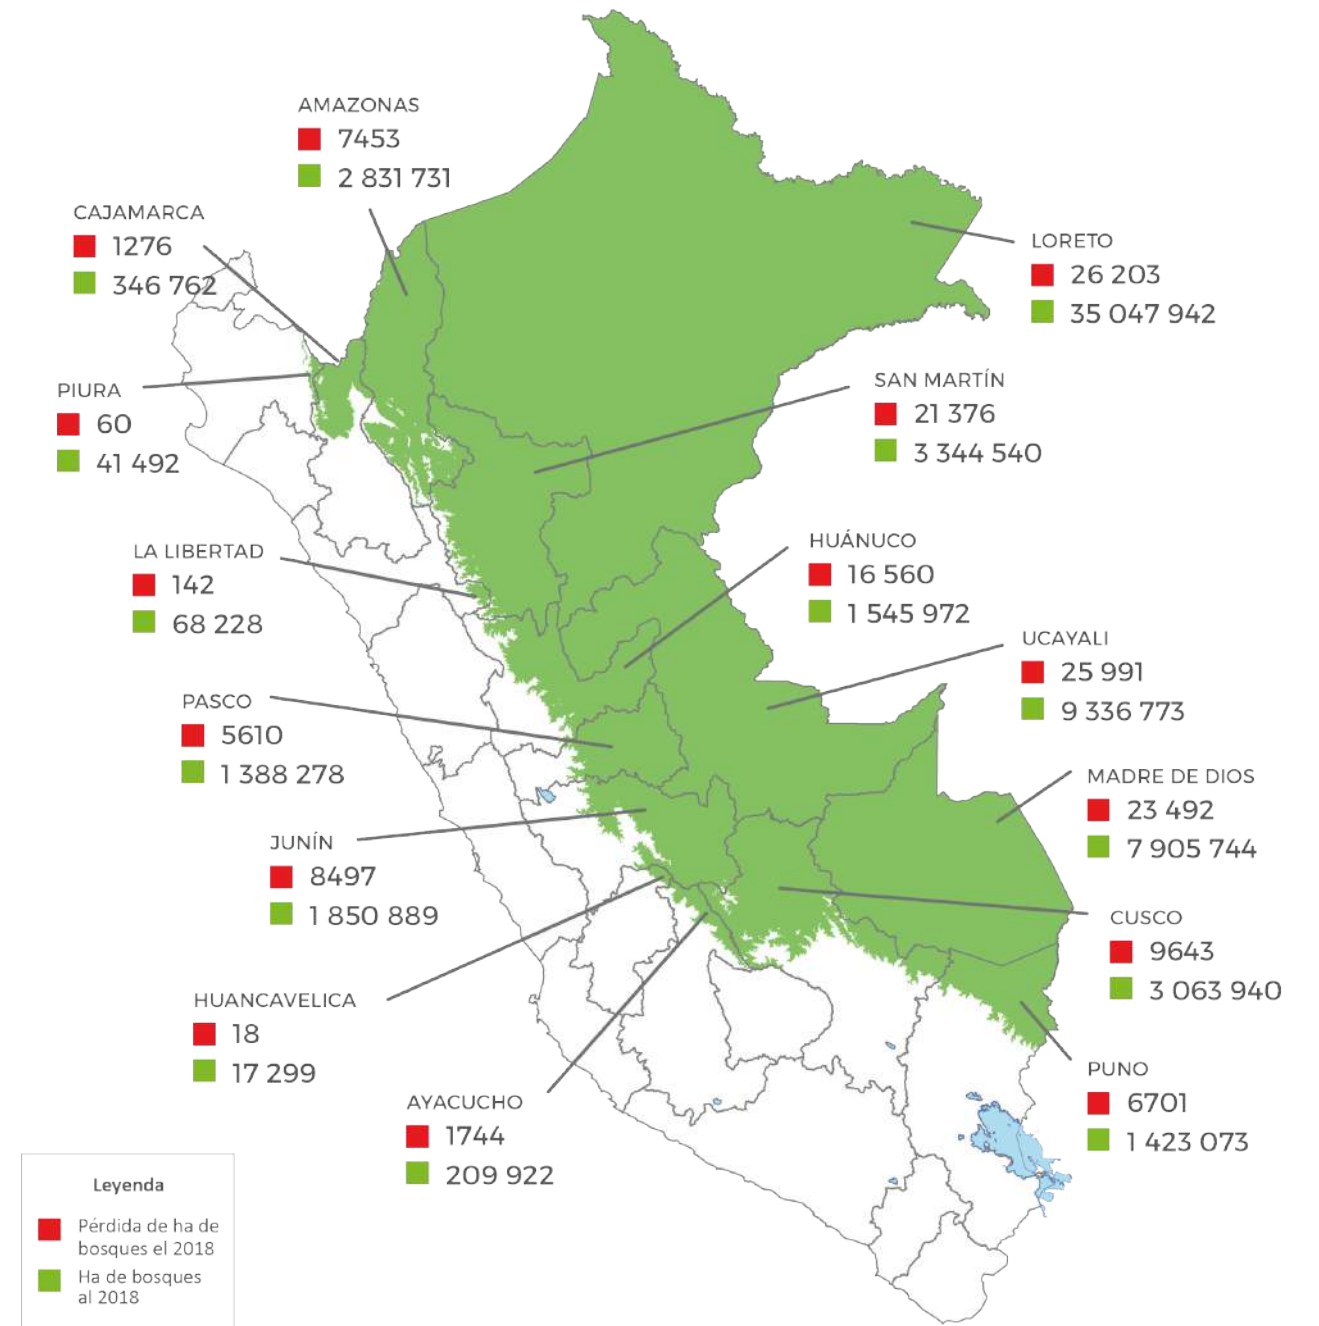 AMAZONAS
7453
2 831 731
CAJAMARCA
1276
346 762
LORETO
26 203
35 047 942
PIURA
60
41 492
SAN MARTÍN
21 376
3 344 540
LA LIBERTAD
142
68 228
HUÁNUCO
16 560
1 545 972
UCAYALI
25 991
9 336 773
PASCO
5610
1 388 278
MADRE DE DIOS
23 492
7 905 744
JUNÍN
8497
1 850 889
CUSCO
9643
3 063 940
HUANCAVELICA
18
17 299
PUNO
6701
1 423 073
AYACUCHO
1744
209 922
Leyenda
Pérdida de ha de
bosques el 2018
Ha de bosques
al 2018